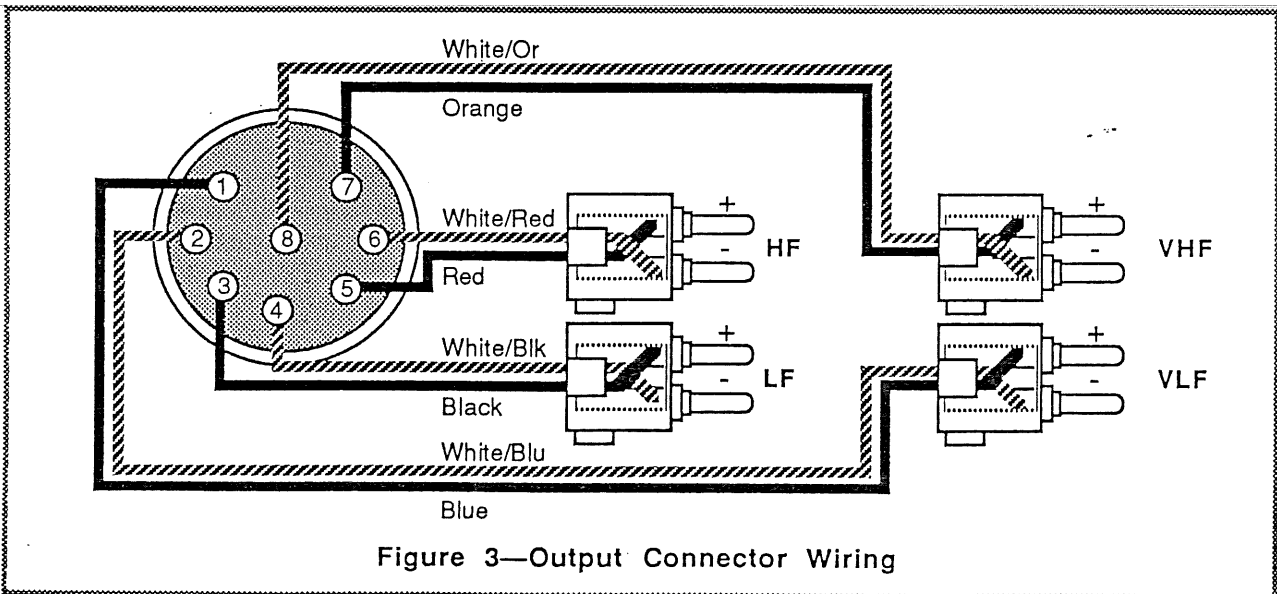 White/Or
Orange
1
7
2
8
6
White/Red
+
-
HF
+
-
VHF
3
5
Red
4
White/Blk
+
-
LF
+
-
VLF
Black
White/Blu
Blue
Figure 3—Output Connector Wiring